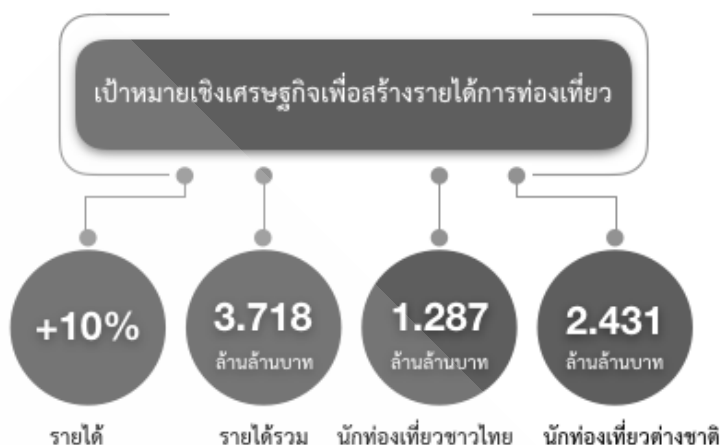 เป้าหมายเชิงเศรษฐกิจเพื่อสร้างรายได้การท่องเที่ยว
+10%
3.718
ล้านล้านบาท
1.287
ล้านล้านบาท
2.431
ล้านล้านบาท
รายได้
รายได้รวม
นักท่องเที่ยวชาวไทย
นักท่องเที่ยวต่างชาติ